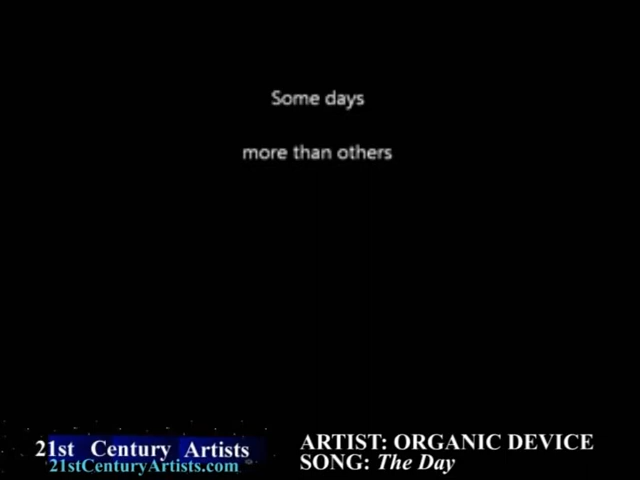 Some days
more than others
21st Century Artists
21stCenturyArtists.com
ARTIST: ORGANIC DEVICE
SONG: The Day